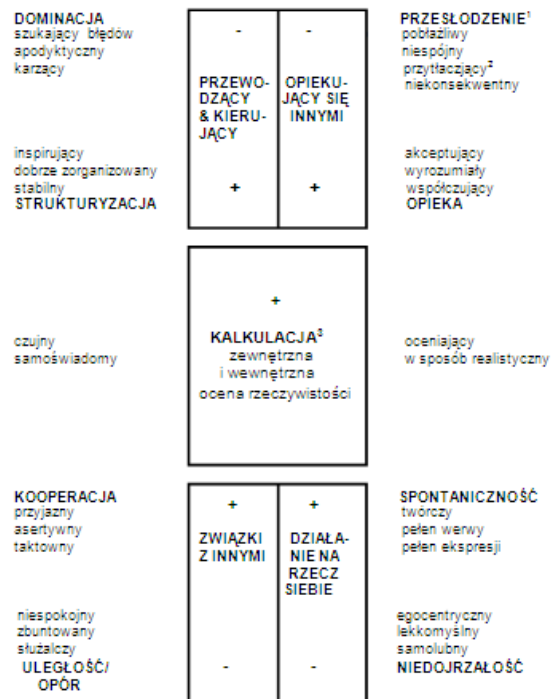 DOMINACJA
szukający błędów
apodyktyczny
karzący
-
-
PRZESŁODZENIE¹
pobłażliwy
niespójny
przytłaczający²
niekonsekwentny
PRZEWO-
DZĄCY
& KIERU-
JĄCY
OPIEKU-
JĄCY SIĘ
INNYMI
inspirujący
dobrze zorganizowany
stabilny
STRUKTURYZACJA
+
+
akceptujący
wyrozumiały
współczujący
OPIEKA
czujny
samoświadomy
+
KALKULACJA³
zewnętrzna
i wewnętrzna
ocena rzeczywistości
oceniający
w sposób realistyczny
KOOPERACJA
przyjazny
asertywny
taktowny
+
+
ZWIĄZKI
Z INNYMI
DZIAŁA-
NIE NA
RZECZ
SIEBIE
SPONTANICZNOŚĆ
twórczy
pełen werwy
pełen ekspresji
niespokojny
zbuntowany
służalczy
ULEGŁOŚĆ/
OPÓR
-
-
egocentryczny
lekkomyślny
samolubny
NIEDOJRZAŁOŚĆ